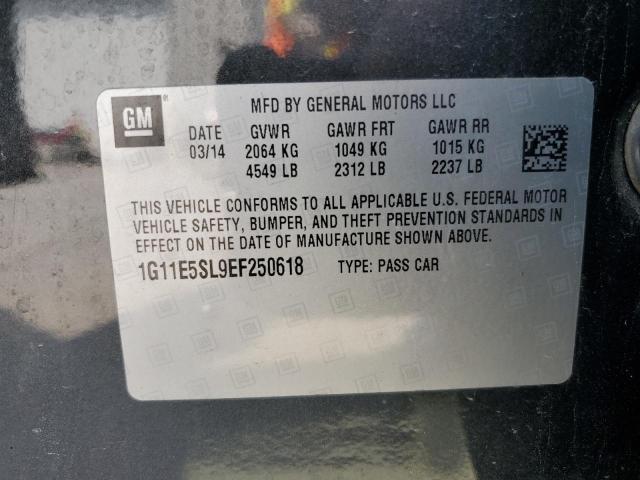 GM
MFD BY GENERAL MOTORS LLC
DATE GVWR GAWR FRT GAWR RR
03/14 2064 KG 1049 KG 1015 KG
4549 LB 2312 LB 2237 LB
THIS VEHICLE CONFORMS TO ALL APPLICABLE U.S. FEDERAL MOTOR
VEHICLE SAFETY, BUMPER, AND THEFT PREVENTION STANDARDS IN
EFFECT ON THE DATE OF MANUFACTURE SHOWN ABOVE.
1G11E5SL9EF250618 TYPE: PASS CAR